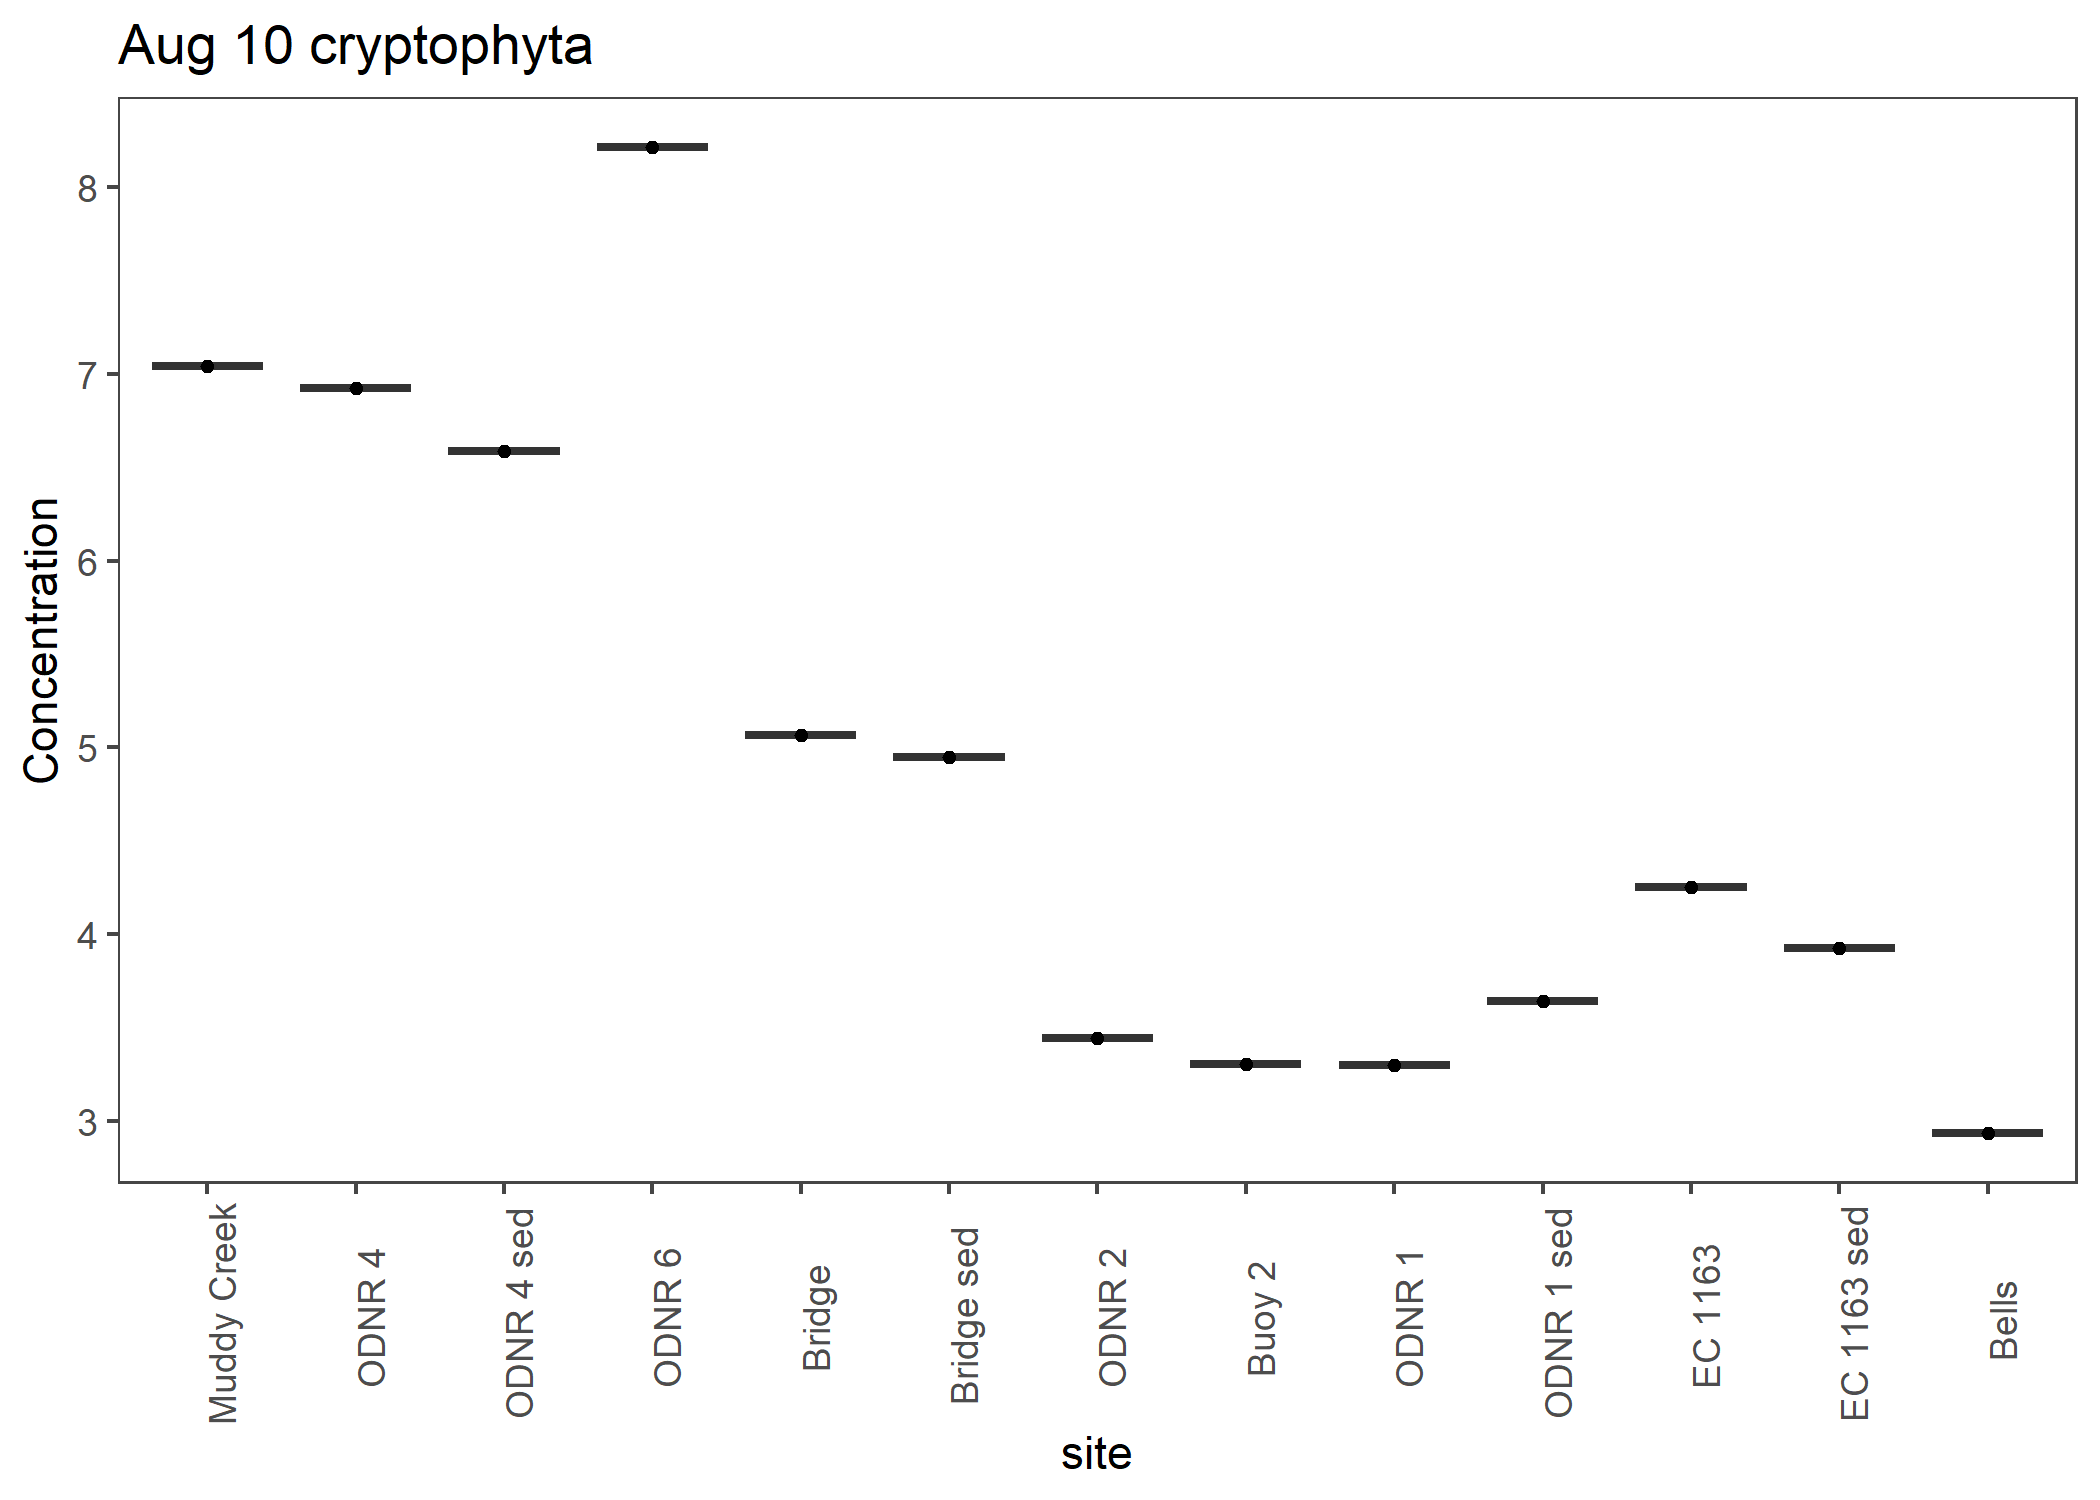 Aug 10 cryptophyta
Concentration
8
7
6
5
4
3
Muddy Creek
ODNR 4
ODNR 4 sed
ODNR 6
Bridge
Bridge sed
ODNR 2
Buoy 2
ODNR 1
ODNR 1 sed
EC 1163
EC 1163 sed
Bells
site